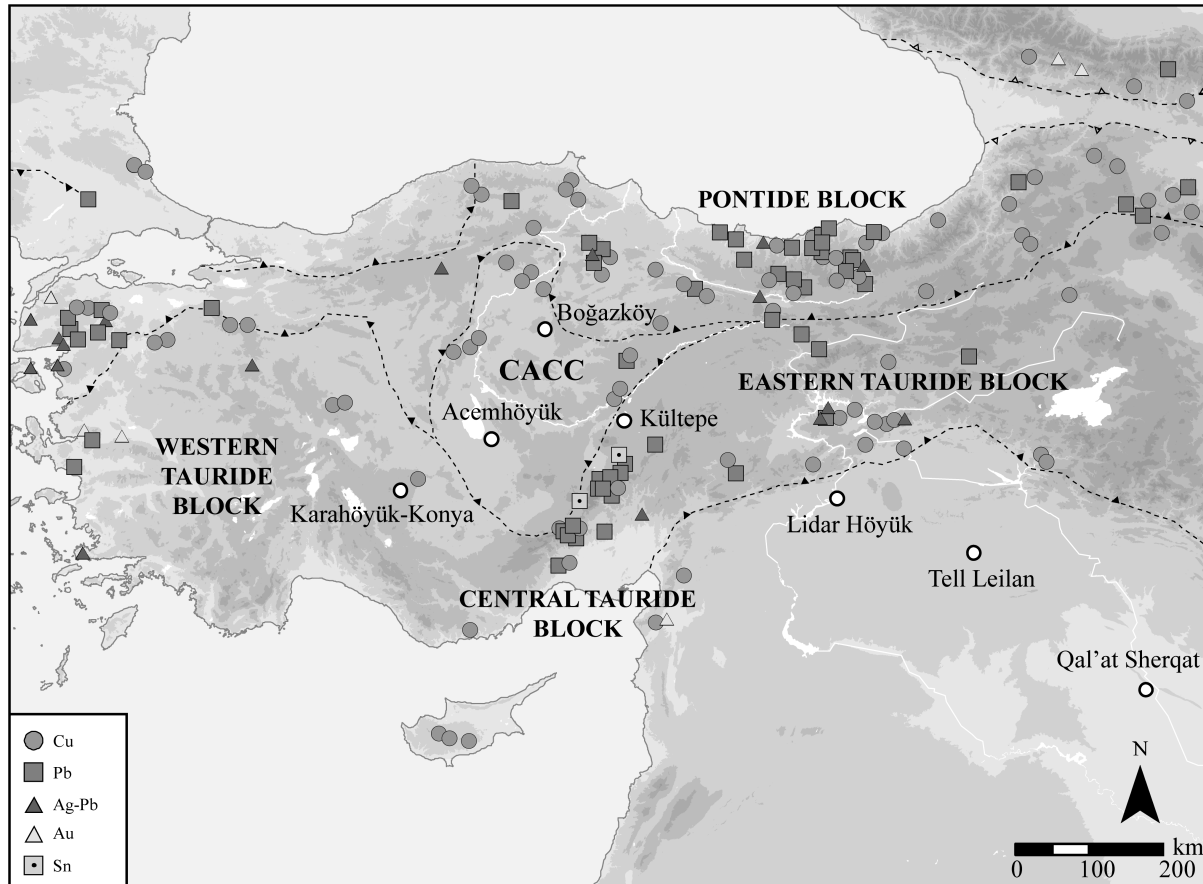 PONTIDE BLOCK
Boğazköy
CACC
EASTERN TAURIDE BLOCK
Acemhöyük
Kültepe
WESTERN
TAURIDE
BLOCK
Karahöyük-Konya
Lidar Höyük
Tell Leilan
CENTRAL TAURIDE
BLOCK
Qal'at Sherqat
Cu
Pb
Ag-Pb
Au
Sn
N
km
0 100 200